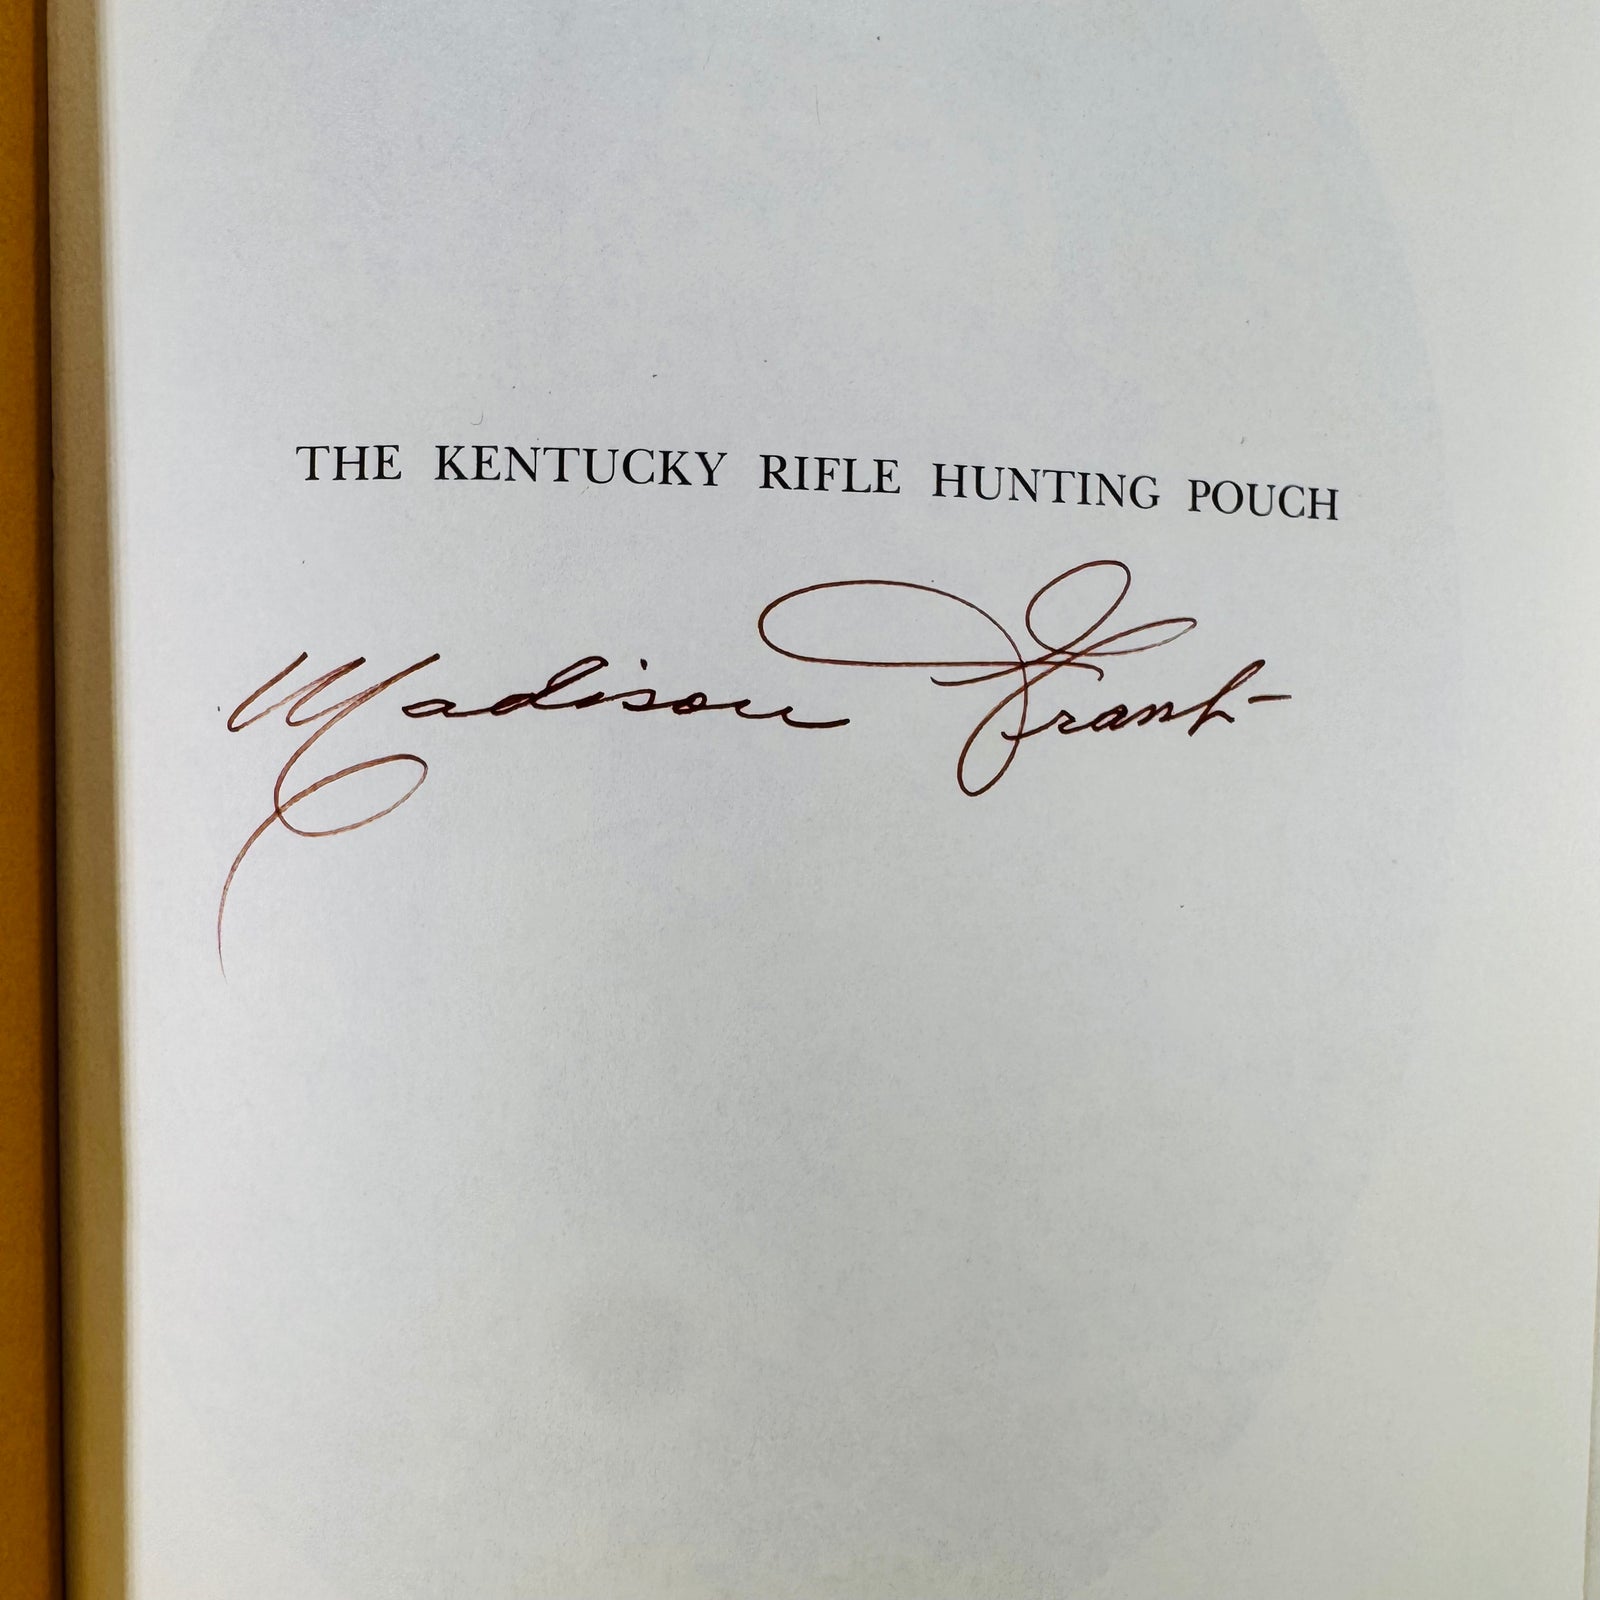 THE KENTUCKY RIFLE HUNTING POUCH
Madison Grant